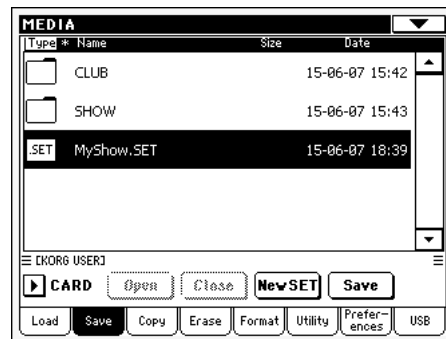 MEDIA
Type * Name Size Date
CLUB 15-06-07 15:42
SHOW 15-06-07 15:43
.SET MyShow.SET 15-06-07 18:39
[KORG USER]
CARD Open Close New SET Save
Load Save Copy Erase Format Utility Prefer-
ences USB